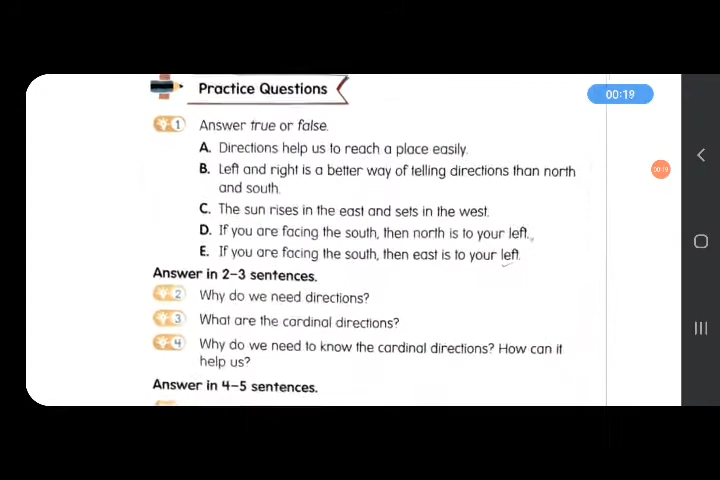 Practice Questions
00:19
1 Answer true or false.
00:19
A. Directions help us to reach a place easily.
B. Left and right is a better way of telling directions than north
and south.
C. The sun rises in the east and sets in the west.
D. If you are facing the south, then north is to your left.
E. If you are facing the south, then east is to your left.
Answer in 2-3 sentences.
2 Why do we need directions?
3 What are the cardinal directions?
4 Why do we need to know the cardinal directions? How can it
help us?
Answer in 4-5 sentences.